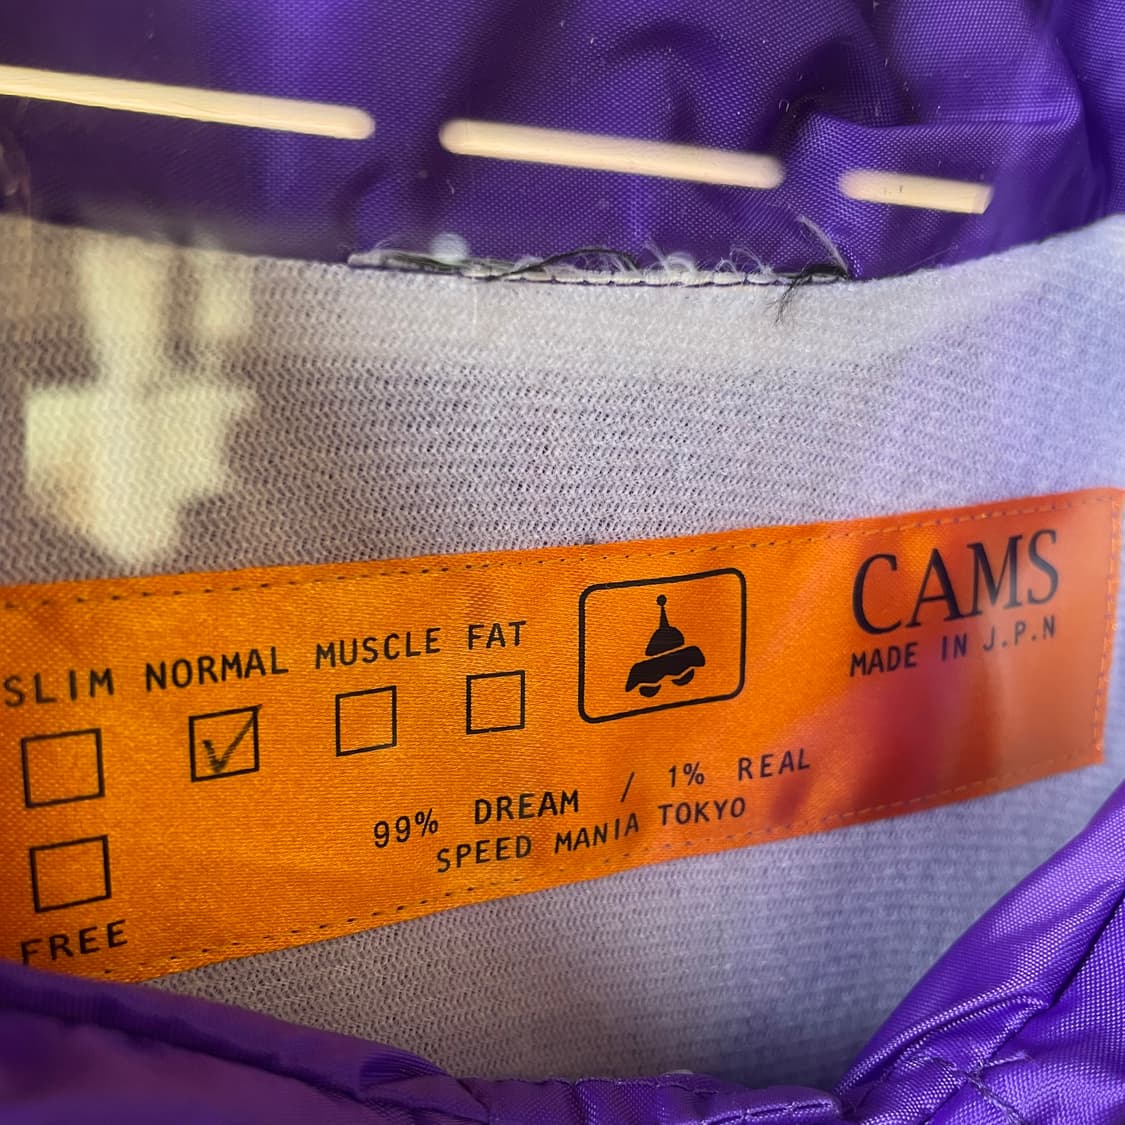 CAMS
MADE IN J.P.N
SLIM NORMAL MUSCLE FAT
99% DREAM / 1% REAL
SPEED MANIA TOKYO
FREE